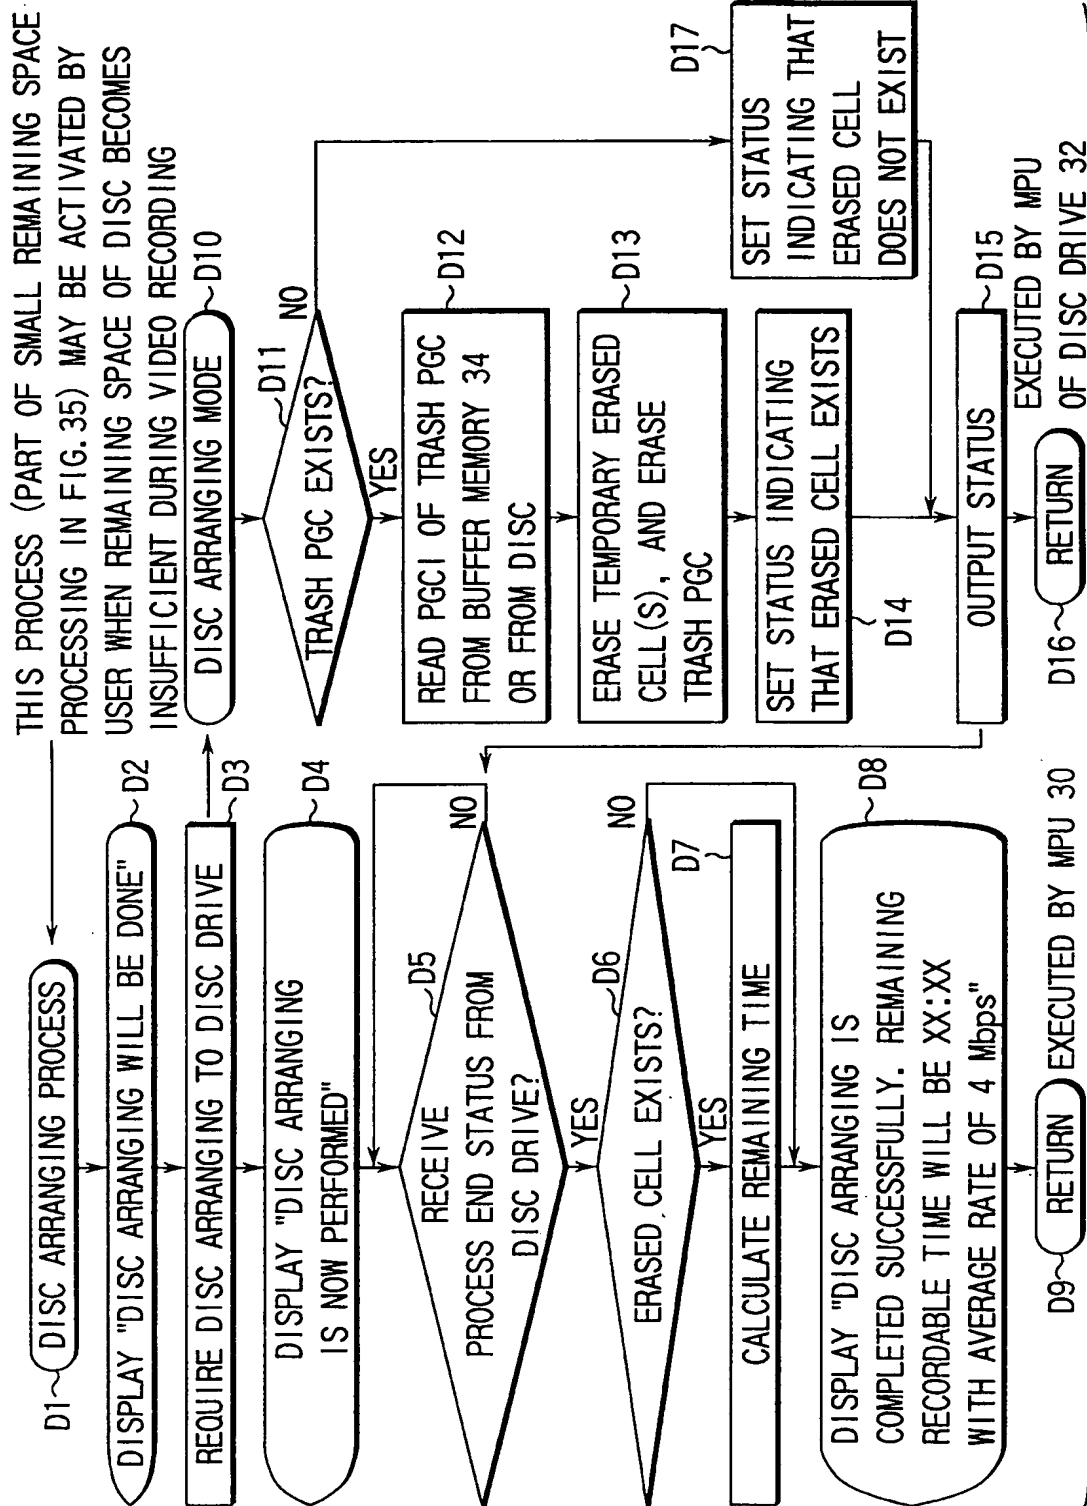 THIS PROCESS (PART OF SMALL REMAINING SPACE
PROCESSING IN FIG.35) MAY BE ACTIVATED BY
USER WHEN REMAINING SPACE OF DISC BECOMES
INSUFFICIENT DURING VIDEO RECORDING
D1
DISC ARRANGING PROCESS
D2
DISPLAY "DISC ARRANGING WILL BE DONE"
D3
REQUIRE DISC ARRANGING TO DISC DRIVE
D4
DISPLAY "DISC ARRANGING
IS NOW PERFORMED"
D5
RECEIVE
PROCESS END STATUS FROM
DISC DRIVE?
NO
YES
D6
ERASED CELL EXISTS?
NO
YES
D7
CALCULATE REMAINING TIME
D8
DISPLAY "DISC ARRANGING IS
COMPLETED SUCCESSFULLY. REMAINING
RECORDABLE TIME WILL BE XX:XX
WITH AVERAGE RATE OF 4 Mbps"
D9
RETURN
EXECUTED BY MPU 30
D10
DISC ARRANGING MODE
D11
TRASH PGC EXISTS?
NO
YES
D12
READ PGCI OF TRASH PGC
FROM BUFFER MEMORY 34
OR FROM DISC
D13
ERASE TEMPORARY ERASED
CELL(S), AND ERASE
TRASH PGC
SET STATUS INDICATING
THAT ERASED CELL EXISTS
D14
D17
SET STATUS
INDICATING THAT
ERASED CELL
DOES NOT EXIST
D15
OUTPUT STATUS
D16
RETURN
EXECUTED BY MPU
OF DISC DRIVE 32